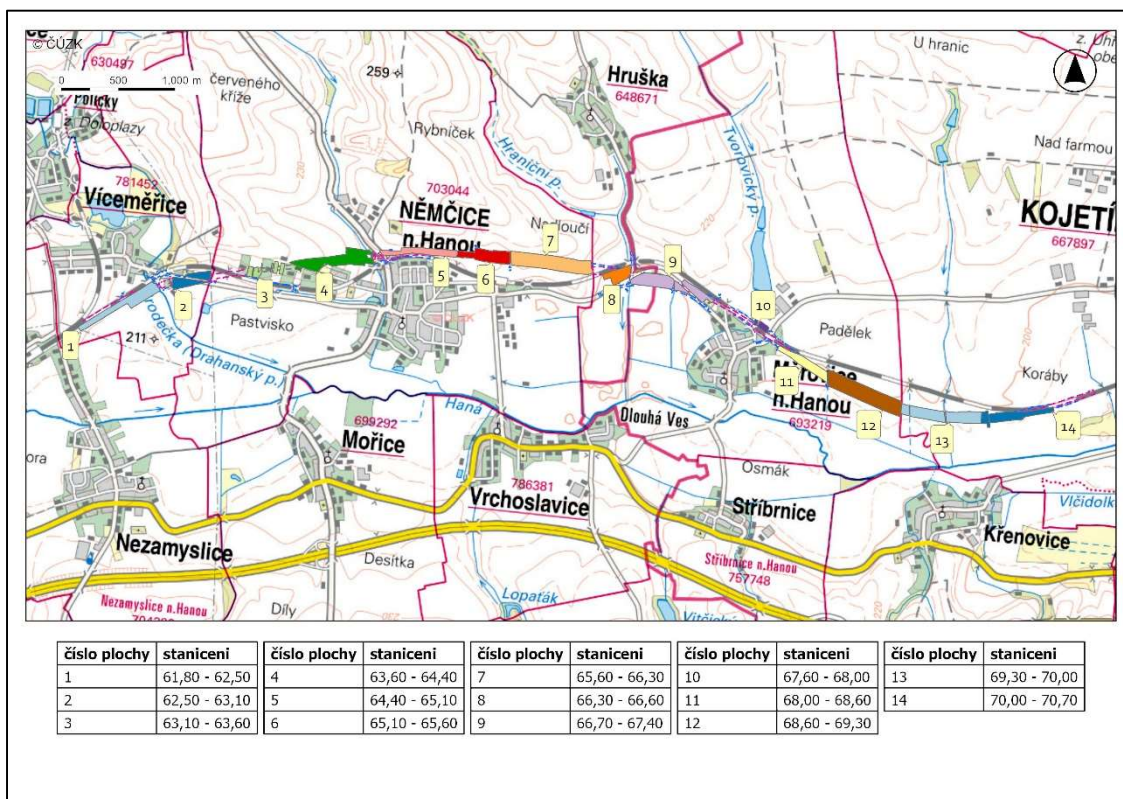 © ČÚZK
630487
0 500 1,000 m
červeného
kříže
259
Hruška
648671
U hranic
Poličky
z. Doloplazy
Rybníček
Hraniční p.
Tvorovický p.
Nad farmou
781452
Víceměřice
703044
NĚMČICE
n.Hanou
Nadloučí
7
KOJETÍ
667897
2
3
4
5
6
8
9
1
211
Pastvisko
10
Padělek
Koráby
11
n.Hanou
693219
12
13
14
Hana
Dlouhá Ves
699292
Mořice
Osmák
786381
Vrchoslavice
Stříbrnice
Vlčidolk
Křenovice
Nezamyslice
Desítka
Stříbrnice n.Hanou
767748
Nezamyslice n.Hanou
Díly
Lopaťák
220
číslo plochy staniceni číslo plochy staniceni číslo plochy staniceni číslo plochy staniceni číslo plochy staniceni
1 61,80 - 62,50 4 63,60 - 64,40 7 65,60 - 66,30 10 67,60 - 68,00 13 69,30 - 70,00
2 62,50 - 63,10 5 64,40 - 65,10 8 66,30 - 66,60 11 68,00 - 68,60 14 70,00 - 70,70
3 63,10 - 63,60 6 65,10 - 65,60 9 66,70 - 67,40 12 68,60 - 69,30